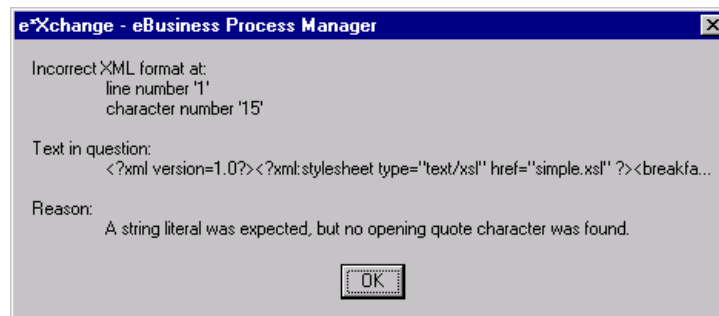 e*Xchange - eBusiness Process Manager
Incorrect XML format at:
line number '1'
character number '15'
Text in question:
<?xml version=1.0?><?xml:stylesheet type="text/xsl" href="simple.xsl" ?><breakfa...
Reason:
A string literal was expected, but no opening quote character was found.
OK